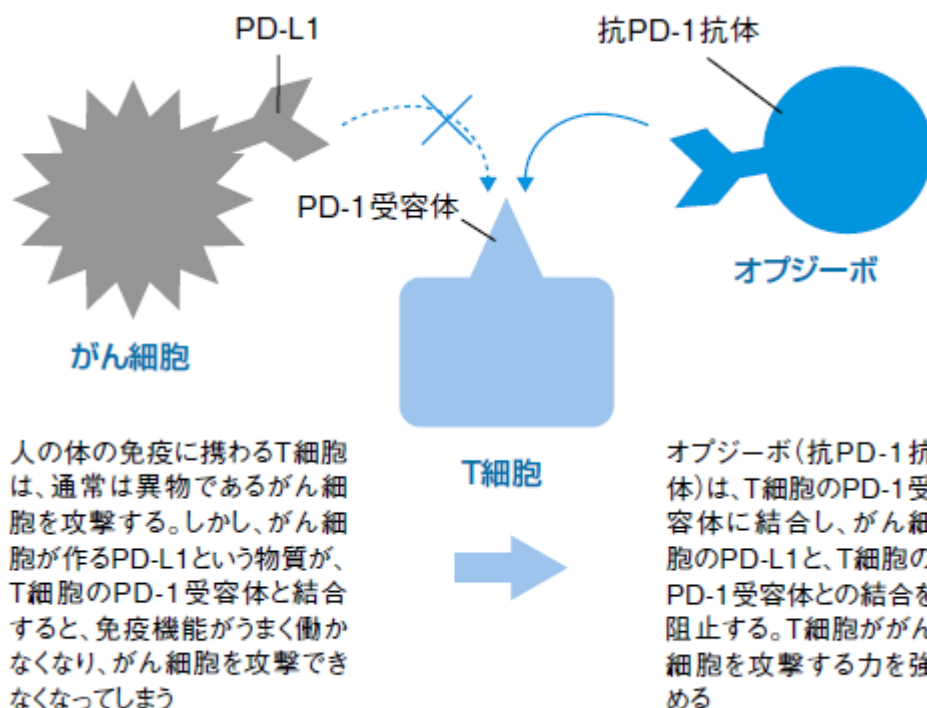 PD-L1
抗PD-1抗体
PD-1受容体
オプジーボ
がん細胞
T細胞
人の体の免疫に携わるT細胞
は、通常は異物であるがん細
胞を攻撃する。しかし、がん細
胞が作るPD-L1という物質が、
T細胞のPD-1受容体と結合
すると、免疫機能がうまく働か
なくなり、がん細胞を攻撃でき
なくなってしまう
オプジーボ(抗PD-1抗
体)は、T細胞のPD-1受
容体に結合し、がん細
胞のPD-L1と、T細胞の
PD-1受容体との結合を
阻止する。T細胞ががん
細胞を攻撃する力を強
める